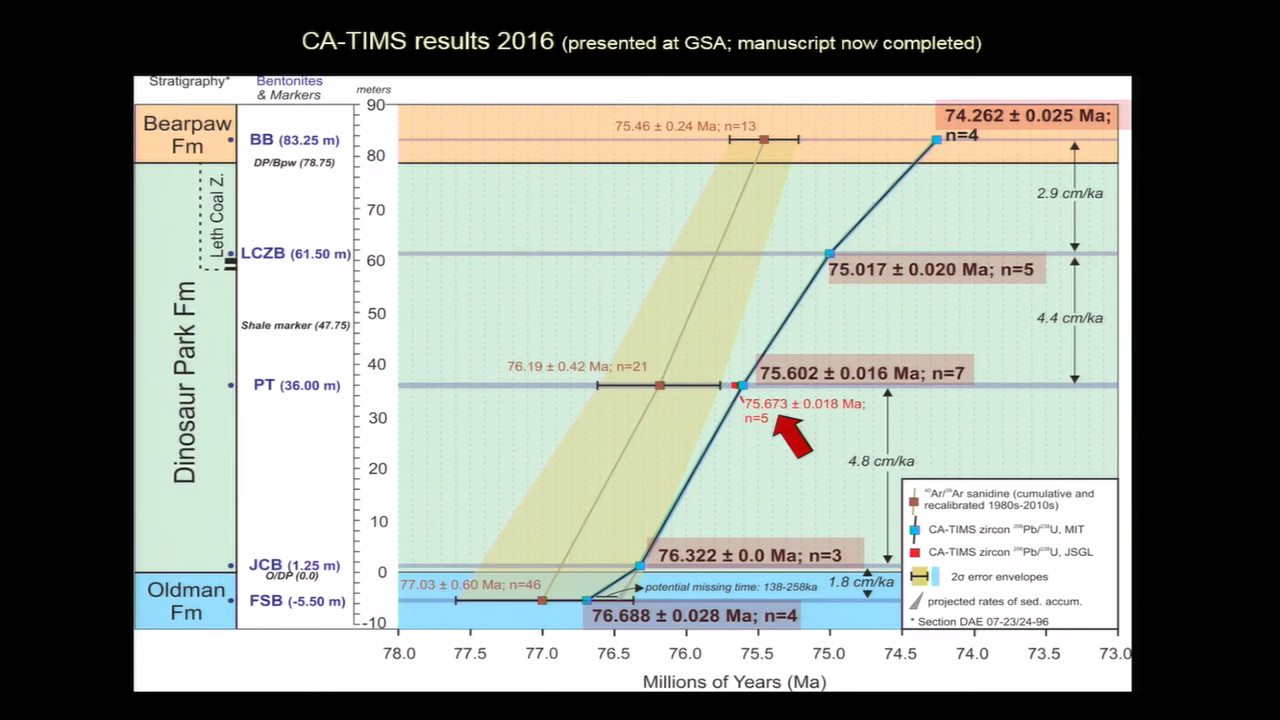 CA-TIMS results 2016 (presented at GSA; manuscript now completed)
Stratigraphy*
Bentonites
& Markers
meters
90
80
70
60
50
40
30
20
10
0
-10
Bearpaw
Fm
Leth Coal Z.
Dinosaur Park Fm
Oldman
Fm
BB (83.25 m)
DP/Bpw (78.75)
LCZB (61.50 m)
Shale marker (47.75)
PT (36.00 m)
JCB (1.25 m)
O/DP (0.0)
FSB (-5.50 m)
75.46 ± 0.24 Ma; n=13
74.262 ± 0.025 Ma;
n=4
2.9 cm/ka
75.017 ± 0.020 Ma; n=5
4.4 cm/ka
76.19 ± 0.42 Ma; n=21
75.602 ± 0.016 Ma; n=7
75.673 ± 0.018 Ma;
n=5
4.8 cm/ka
76.322 ± 0.0 Ma; n=3
77.03 ± 0.60 Ma; n=46
potential missing time: 138-258ka
1.8 cm/ka
76.688 ± 0.028 Ma; n=4
⁴⁰Ar/³⁹Ar sanidine (cumulative and
recalibrated 1980s-2010s)
CA-TIMS zircon ²⁰⁶Pb/²³⁸U, MIT
CA-TIMS zircon ²⁰⁶Pb/²³⁸U, JSGL
2σ error envelopes
projected rates of sed. accum.
* Section DAE 07-23/24-96
78.0 77.5 77.0 76.5 76.0 75.5 75.0 74.5 74.0 73.5 73.0
Millions of Years (Ma)